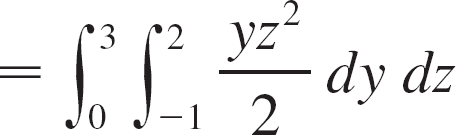 = ∫₀³ ∫₋₁² yz²/2 dy dz